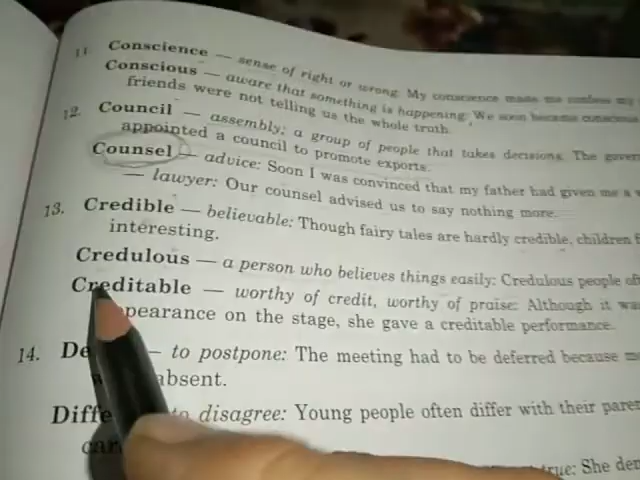 11. Conscience — sense of right or wrong: My conscience made me
Conscious — aware that something is happening: We soon became conscious
friends were not telling us the whole truth.
12. Council — assembly; a group of people that takes decisions: The
appointed a council to promote exports.
Counsel — advice: Soon I was convinced that my father had given me a
— lawyer: Our counsel advised us to say nothing more.
13. Credible — believable: Though fairy tales are hardly credible, children
interesting.
Credulous — a person who believes things easily: Credulous people
Creditable — worthy of credit, worthy of praise: Although it
pearance on the stage, she gave a creditable performance.
14. De — to postpone: The meeting had to be deferred because
absent.
Diffe to disagree: Young people often differ with their
true: She